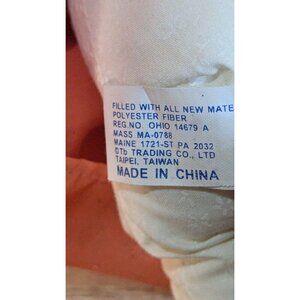 FILLED WITH ALL NEW MATE
POLYESTER FIBER
REG.NO. OHIO 14679 A
MASS MA-0788
MAINE 1721-ST PA 2032
OTb TRADING CO., LTD
TAIPEI, TAIWAN
MADE IN CHINA